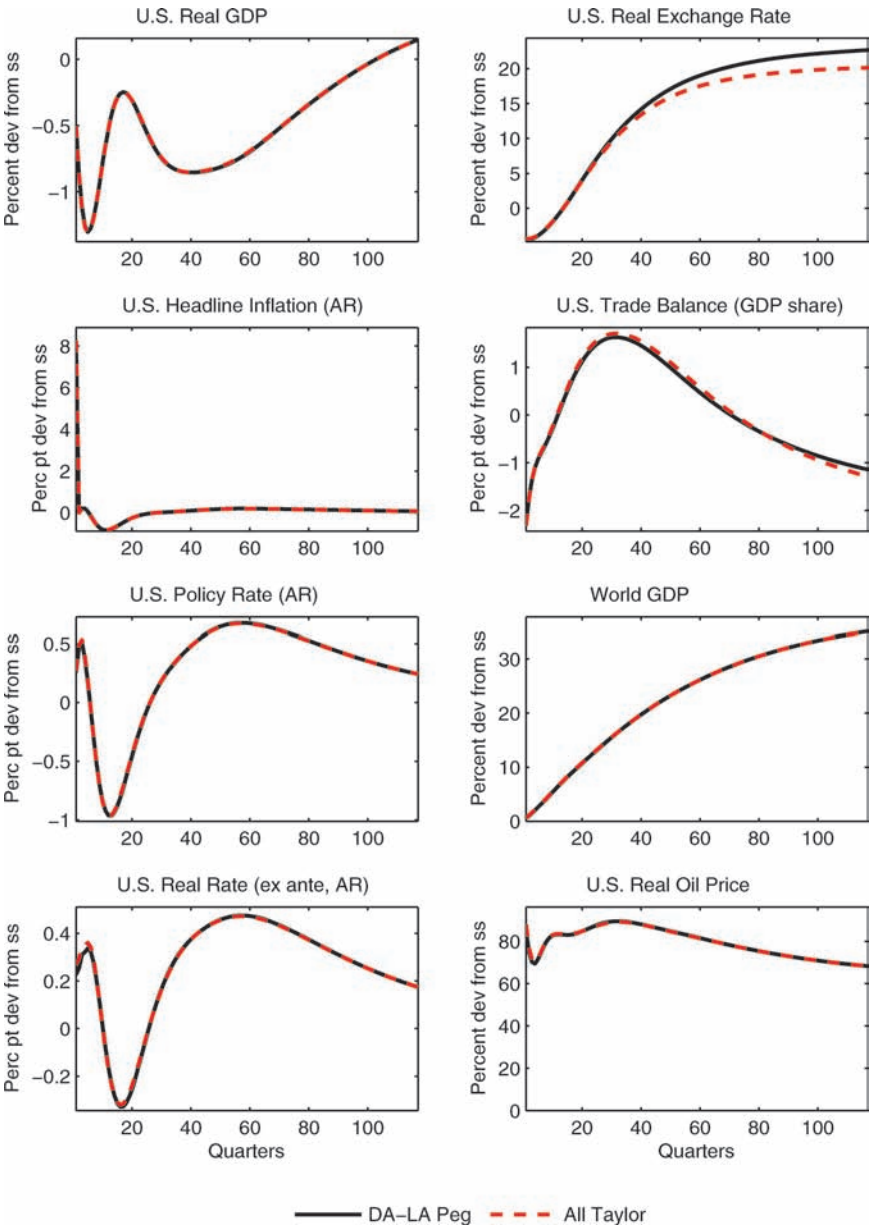 U.S. Real GDP
Percent dev from ss
0
−0.5
−1
20 40 60 80 100
U.S. Real Exchange Rate
Percent dev from ss
20
15
10
5
0
20 40 60 80 100
U.S. Headline Inflation (AR)
Perc pt dev from ss
8
6
4
2
0
20 40 60 80 100
U.S. Trade Balance (GDP share)
Perc pt dev from ss
1
0
−1
−2
20 40 60 80 100
U.S. Policy Rate (AR)
Perc pt dev from ss
0.5
0
−0.5
−1
20 40 60 80 100
World GDP
Percent dev from ss
30
20
10
0
20 40 60 80 100
U.S. Real Rate (ex ante, AR)
Perc pt dev from ss
0.4
0.2
0
−0.2
20 40 60 80 100
Quarters
U.S. Real Oil Price
Percent dev from ss
80
60
40
20
0
20 40 60 80 100
Quarters
DA−LA Peg All Taylor